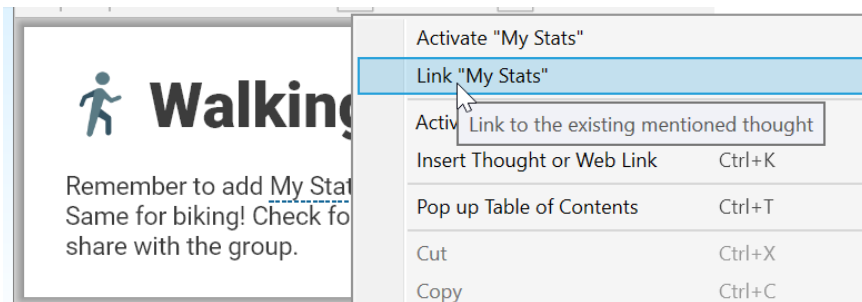 Walking
Remember to add My Stat
Same for biking! Check fo
share with the group.
Activate "My Stats"
Link "My Stats"
Activ
Link to the existing mentioned thought
Insert Thought or Web Link Ctrl+K
Pop up Table of Contents Ctrl+T
Cut Ctrl+X
Copy Ctrl+C